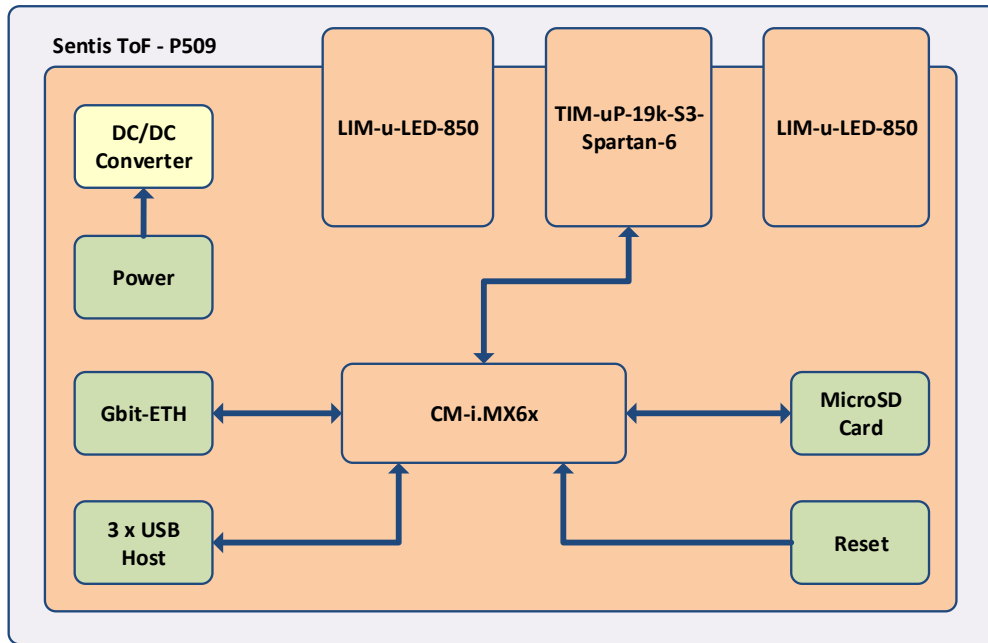 Sentis ToF - P509
LIM-u-LED-850
TIM-uP-19k-S3-
Spartan-6
LIM-u-LED-850
DC/DC
Converter
Power
Gbit-ETH
CM-i.MX6x
MicroSD
Card
3 x USB
Host
Reset